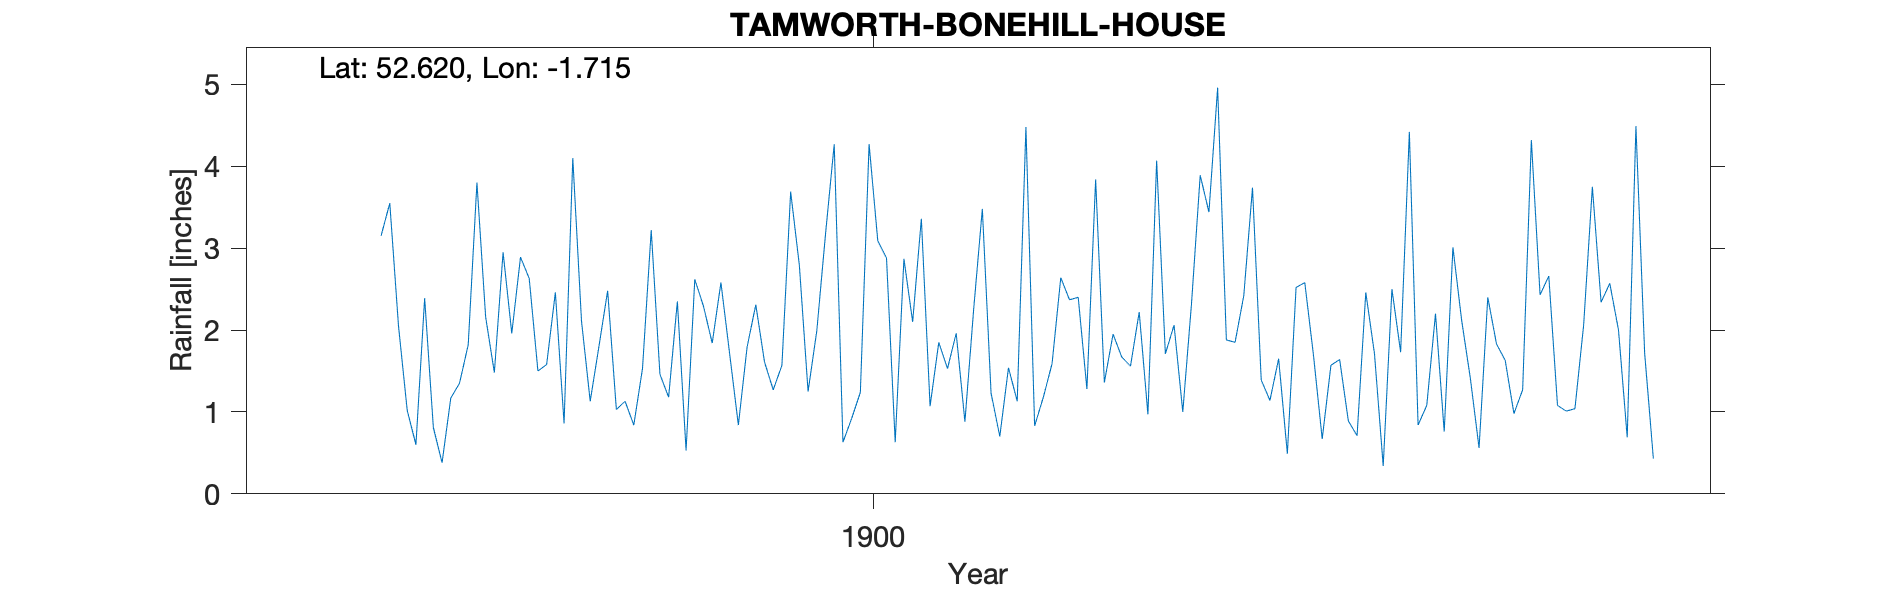 TAMWORTH-BONEHILL-HOUSE
Lat: 52.620, Lon: -1.715
5
4
3
2
1
0
Rainfall [inches]
1900
Year